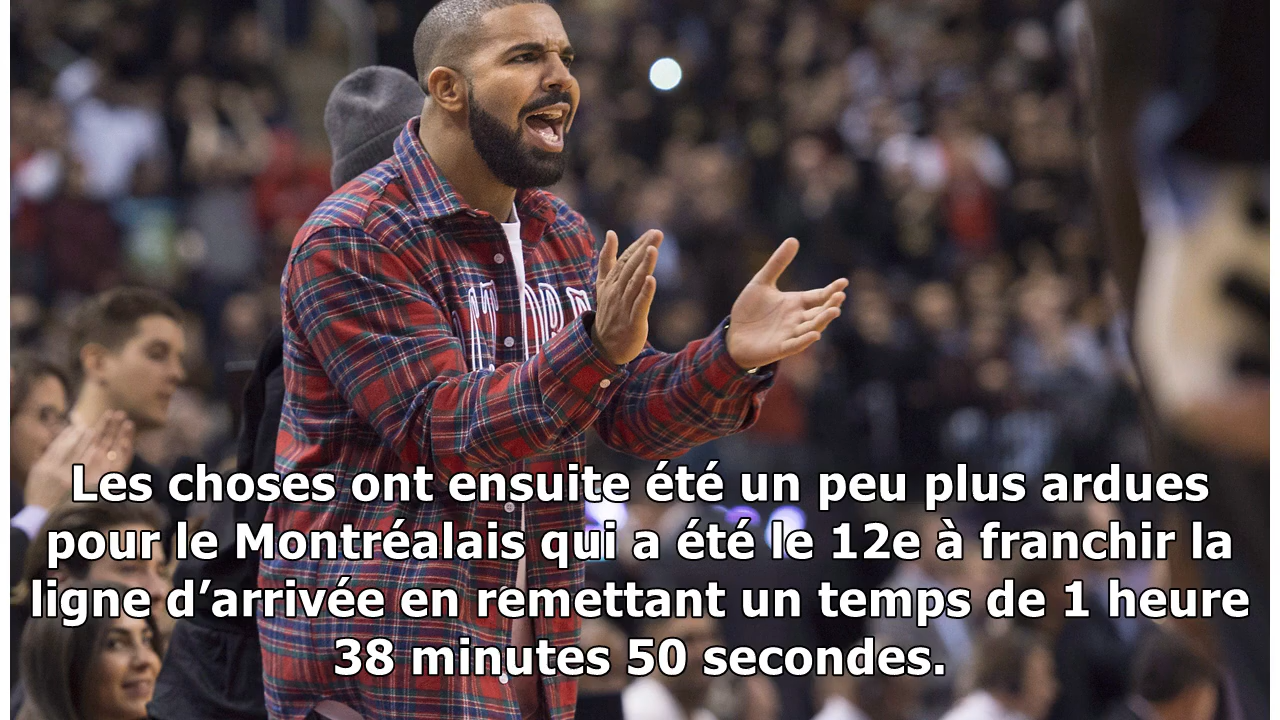 Les choses ont ensuite été un peu plus ardues
pour le Montréalais qui a été le 12e à franchir la
ligne d’arrivée en remettant un temps de 1 heure
38 minutes 50 secondes.